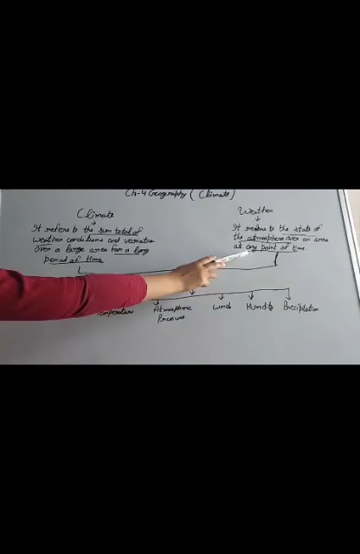 Ch-4 Geography ( Climate)
Climate
It refers to the sum total of
weather conditions and variation
over a large area for a long
period of time
Weather
It refers to the state of
the atmosphere over an area
at any point of time
Atmospheric
Pressure
Winds
Humidity
Precipitation